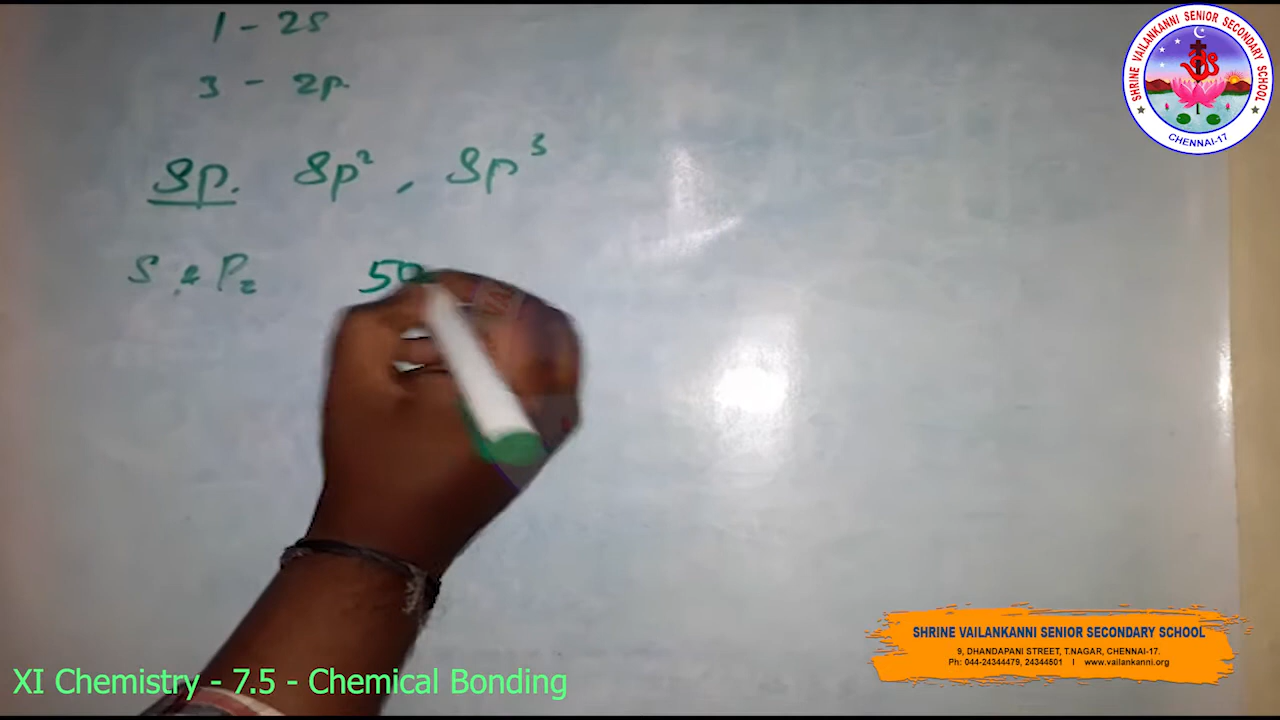 1 - 2s
3 - 2p
sp. sp², sp³
S & Pz 50
SHRINE VAILANKANNI SENIOR SECONDARY SCHOOL
CHENNAI-17
SHRINE VAILANKANNI SENIOR SECONDARY SCHOOL
9, DHANDAPANI STREET, T.NAGAR, CHENNAI-17.
Ph: 044-24344479, 24344501 I www.vailankanni.org
XI Chemistry - 7.5 - Chemical Bonding